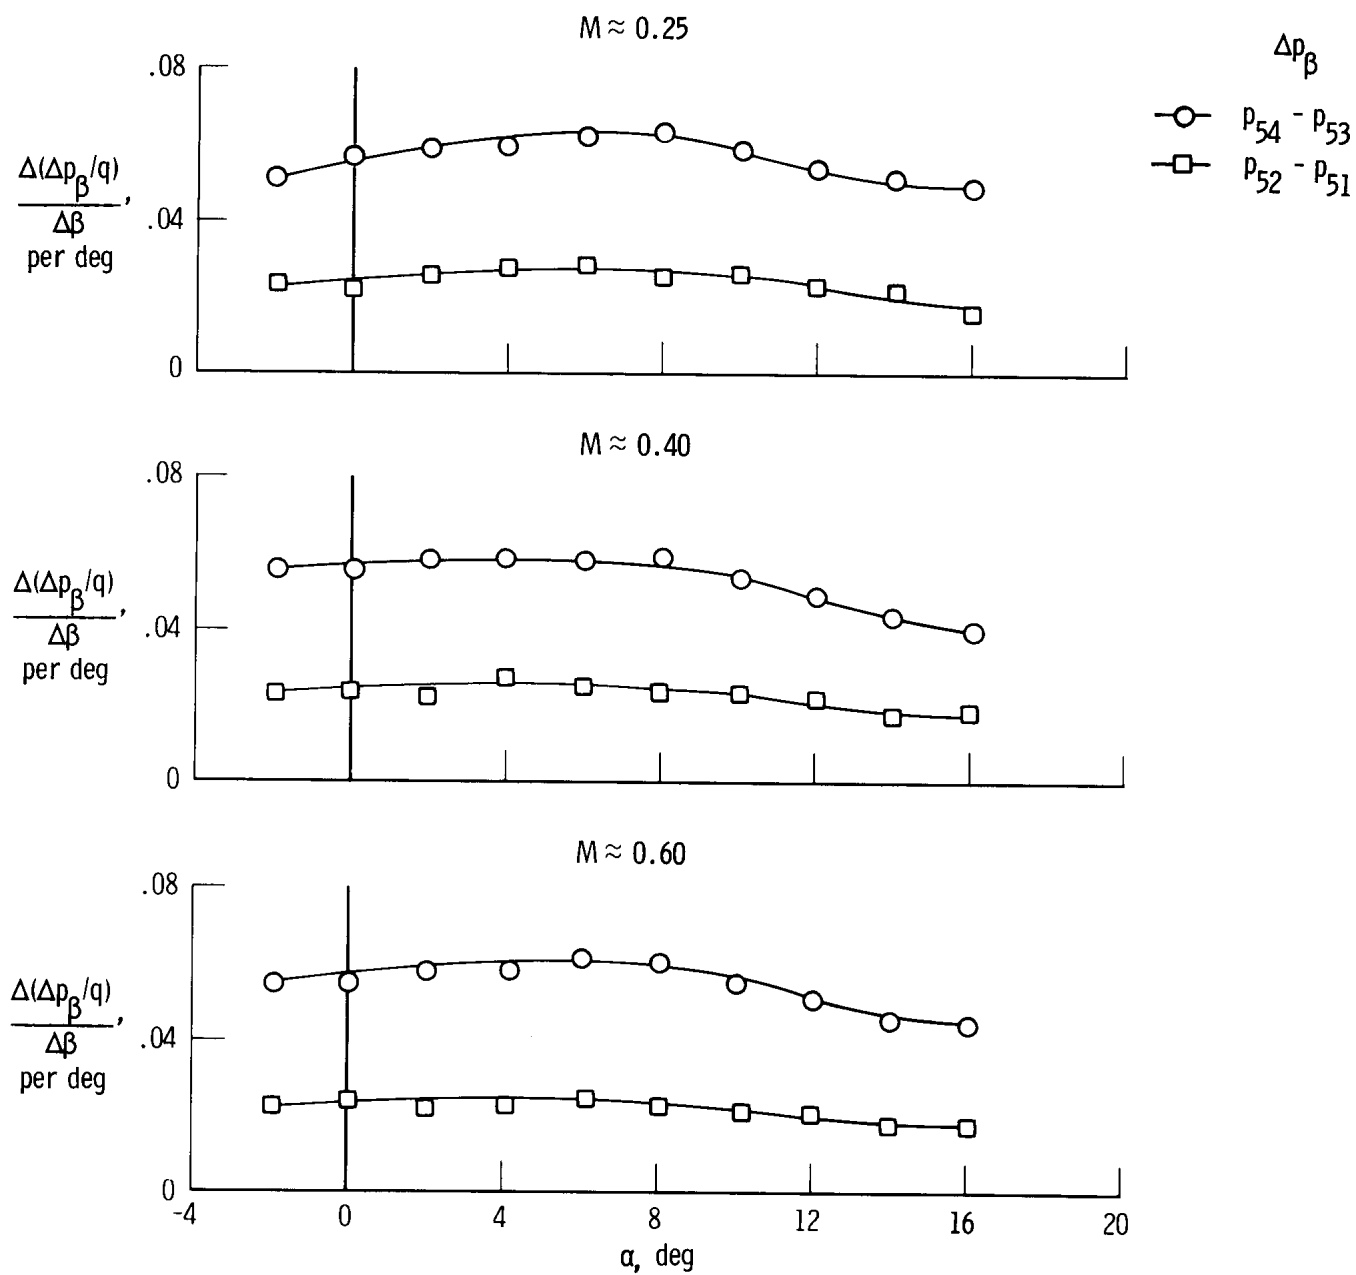 M ≈ 0.25
Δp_β
p_54 - p_53
p_52 - p_51
.08
.04
0
Δ(Δp_β/q)
Δβ ,
per deg
M ≈ 0.40
.08
.04
0
Δ(Δp_β/q)
Δβ ,
per deg
M ≈ 0.60
.08
.04
0
Δ(Δp_β/q)
Δβ ,
per deg
-4 0 4 8 12 16 20
α, deg